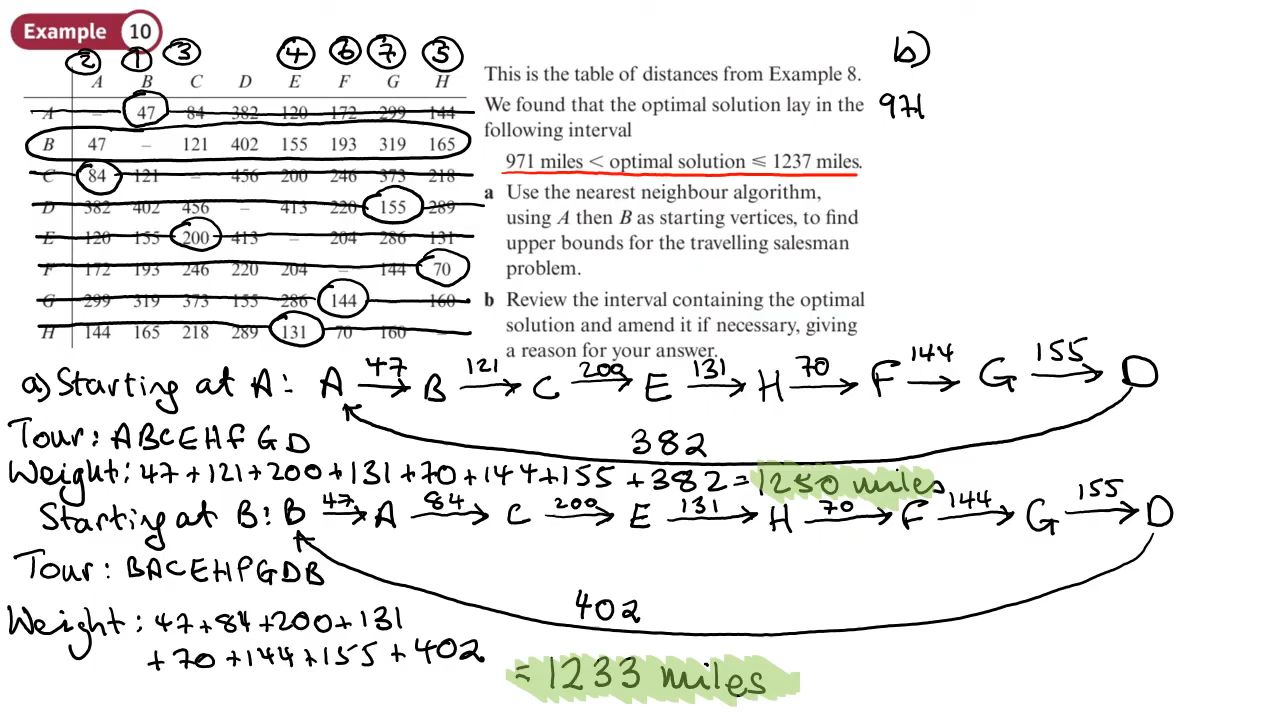 Example 10
② ① ③ ④ ⑥ ⑦ ⑤
A B C D E F G H
A – 47 84 382 120 172 299 144
B 47 – 121 402 155 193 319 165
C 84 121 – 456 200 246 373 218
D 382 402 456 – 413 220 155 289
E 120 155 200 413 – 204 286 131
F 172 193 246 220 204 – 144 70
G 299 319 373 155 286 144 – 160
H 144 165 218 289 131 70 160 –
This is the table of distances from Example 8.
We found that the optimal solution lay in the
following interval
971 miles < optimal solution ⩽ 1237 miles.
a Use the nearest neighbour algorithm,
using A then B as starting vertices, to find
upper bounds for the travelling salesman
problem.
b Review the interval containing the optimal
solution and amend it if necessary, giving
a reason for your answer.
b)
971
a) Starting at A: A 47→ B 121→ C 200→ E 131→ H 70→ F 144→ G 155→ D
382
Tour: ABCEHFGD
Weight: 47+121+200+131+70+144+155+382=1250 miles
Starting at B: B 47→ A 84→ C 200→ E 131→ H 70→ F 144→ G 155→ D
402
Tour: BACEHFGDB
Weight: 47+84+200+131
+70+144+155+402
= 1233 miles